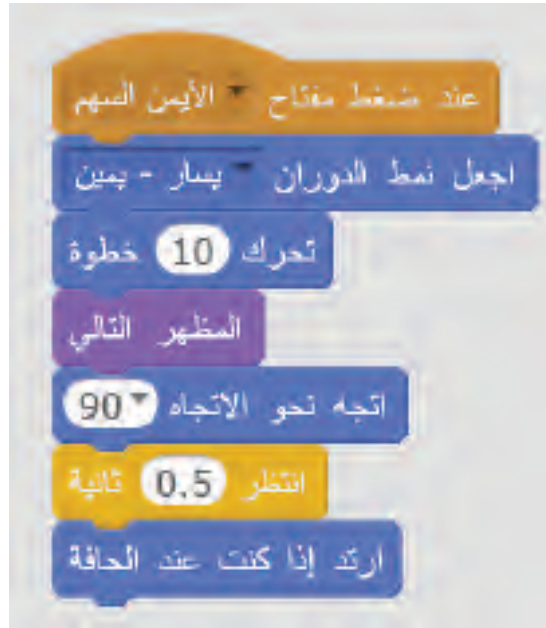 عند ضغط مفتاح الأيمن السهم
اجعل نمط الدوران يسار - يمين
تحرك 10 خطوة
المظهر التالي
اتجه نحو الاتجاه 90
انتظر 0.5 ثانية
ارتد إذا كنت عند الحافة